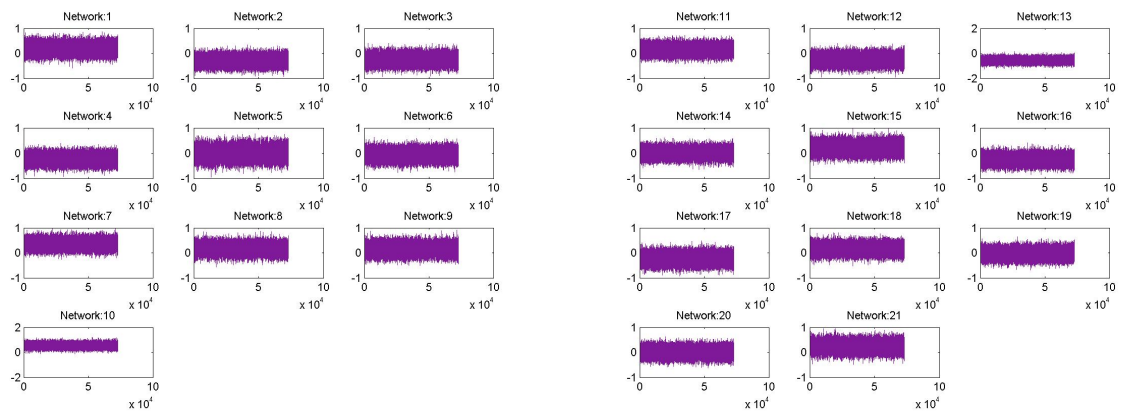 Network:1 Network:2 Network:3
1 1 1
0 0 0
-1 -1 -1
0 5 10 0 5 10 0 5 10
x 10^4 x 10^4 x 10^4
Network:4 Network:5 Network:6
1 1 1
0 0 0
-1 -1 -1
0 5 10 0 5 10 0 5 10
x 10^4 x 10^4 x 10^4
Network:7 Network:8 Network:9
1 1 1
0 0 0
-1 -1 -1
0 5 10 0 5 10 0 5 10
x 10^4 x 10^4 x 10^4
Network:10
2
0
-2
0 5 10
x 10^4
Network:11 Network:12 Network:13
1 1 2
0 0 0
-1 -1 -2
0 5 10 0 5 10 0 5 10
x 10^4 x 10^4 x 10^4
Network:14 Network:15 Network:16
1 1 1
0 0 0
-1 -1 -1
0 5 10 0 5 10 0 5 10
x 10^4 x 10^4 x 10^4
Network:17 Network:18 Network:19
1 1 1
0 0 0
-1 -1 -1
0 5 10 0 5 10 0 5 10
x 10^4 x 10^4 x 10^4
Network:20 Network:21
1 1
0 0
-1 -1
0 5 10 0 5 10
x 10^4 x 10^4